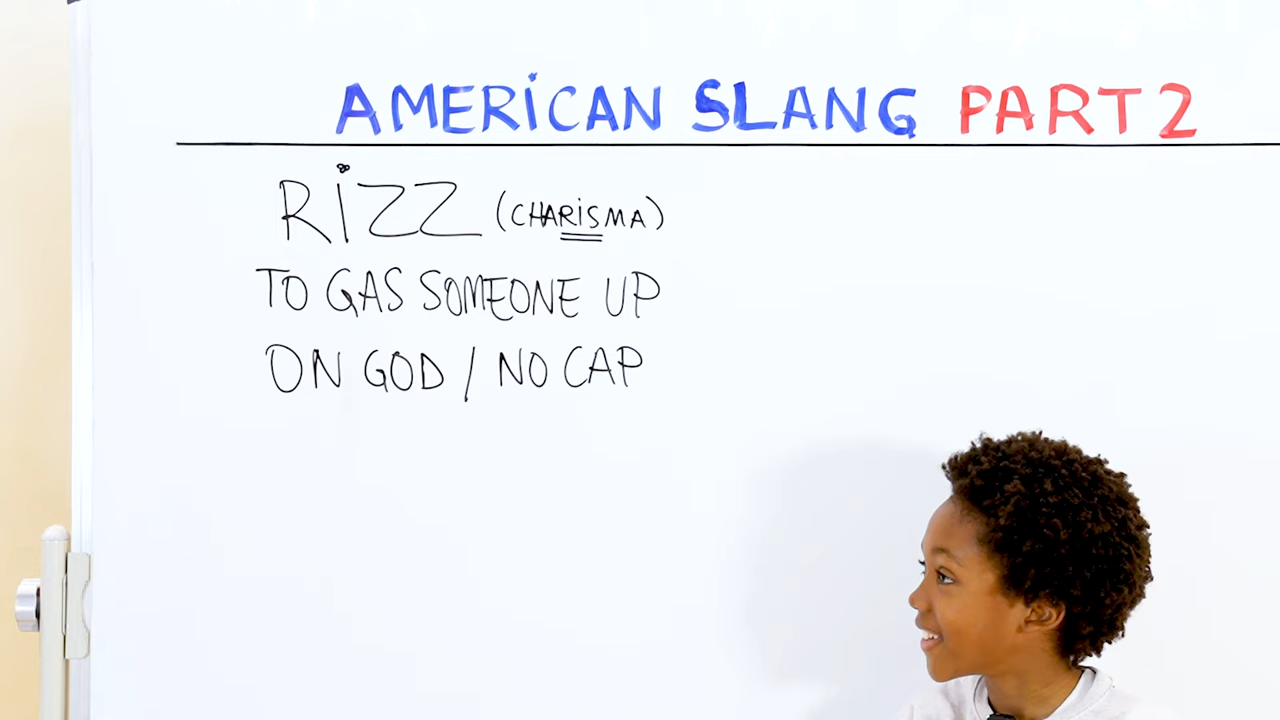 AMERiCAN SLANG PART 2
RiZZ (CHARiSMA)
TO GAS SOMEONE UP
ON GOD / NO CAP